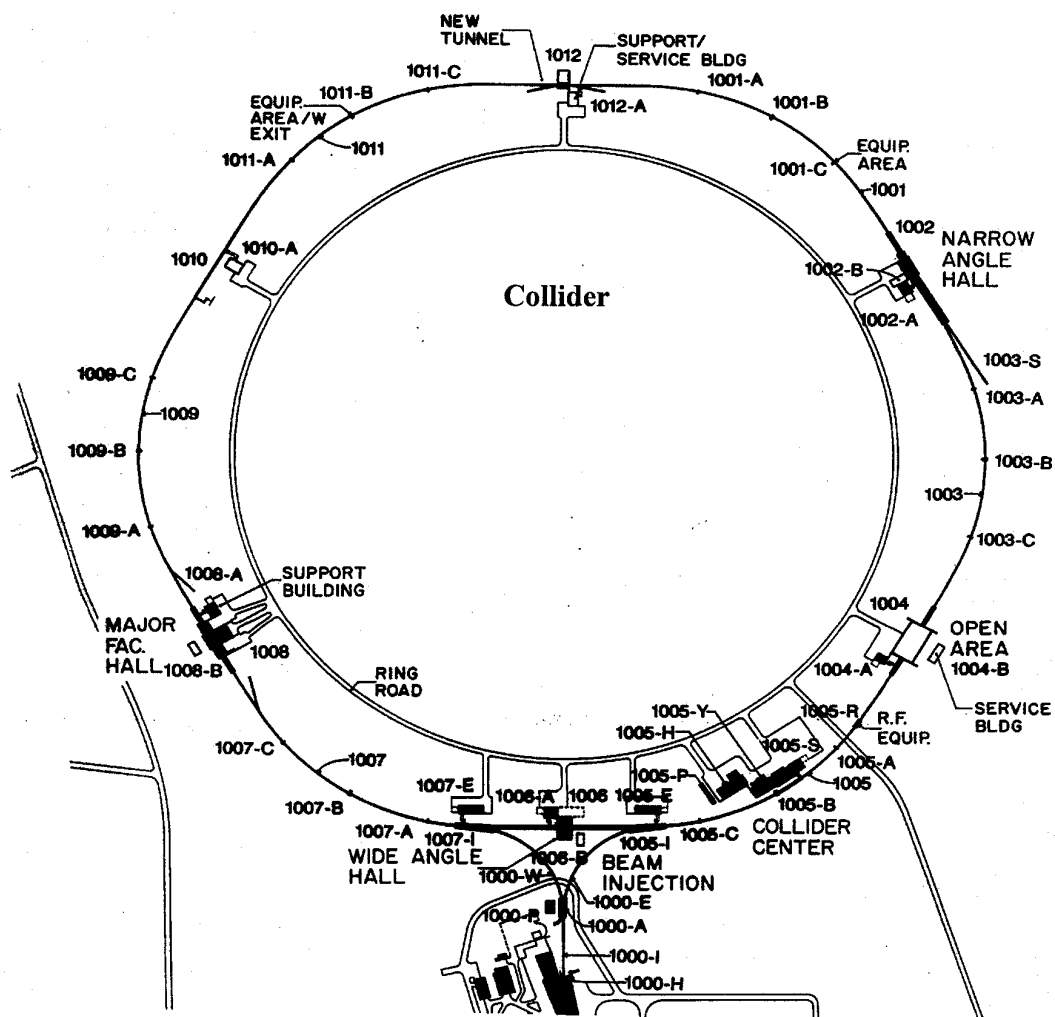 NEW
TUNNEL
1012
SUPPORT/
SERVICE BLDG
1011-C
1001-A
1011-B
1012-A
1001-B
EQUIP.
AREA/W
EXIT
1011
1011-A
1001-C
EQUIP.
AREA
1001
1002
NARROW
ANGLE
HALL
1010
1010-A
1002-B
Collider
1002-A
1003-S
1009-C
1003-A
1009
1009-B
1003-B
1003
1009-A
1003-C
1008-A
SUPPORT
BUILDING
1004
MAJOR
FAC.
HALL
OPEN
AREA
1008-B
1008
1004-A
1004-B
RING
ROAD
SERVICE
BLDG
1005-Y
1005-R
R.F.
EQUIP.
1005-H
1005-S
1007-C
1005-A
1007
1005-P
1005
1007-E
1007-B
1006-A
1006
1005-E
1005-B
1007-A
1007-I
1005-I
1005-C
COLLIDER
CENTER
WIDE ANGLE
HALL
1006-B
BEAM
INJECTION
1000-W
1000-E
1000-A
1000-I
1000-H